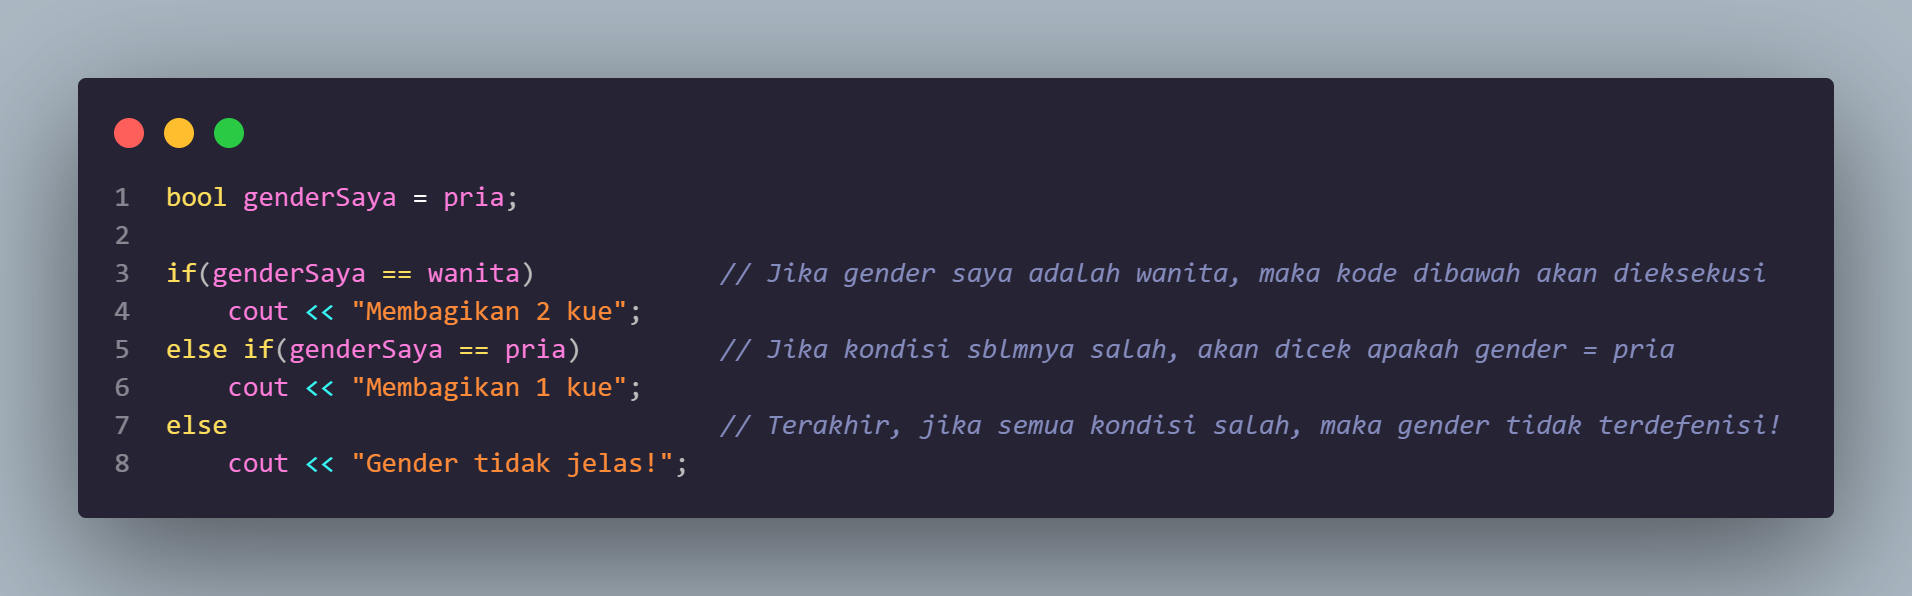 1 bool genderSaya = pria;
2
3 if(genderSaya == wanita) // Jika gender saya adalah wanita, maka kode dibawah akan dieksekusi
4 cout << "Membagikan 2 kue";
5 else if(genderSaya == pria) // Jika kondisi sblmnya salah, akan dicek apakah gender = pria
6 cout << "Membagikan 1 kue";
7 else // Terakhir, jika semua kondisi salah, maka gender tidak terdefenisi!
8 cout << "Gender tidak jelas!";